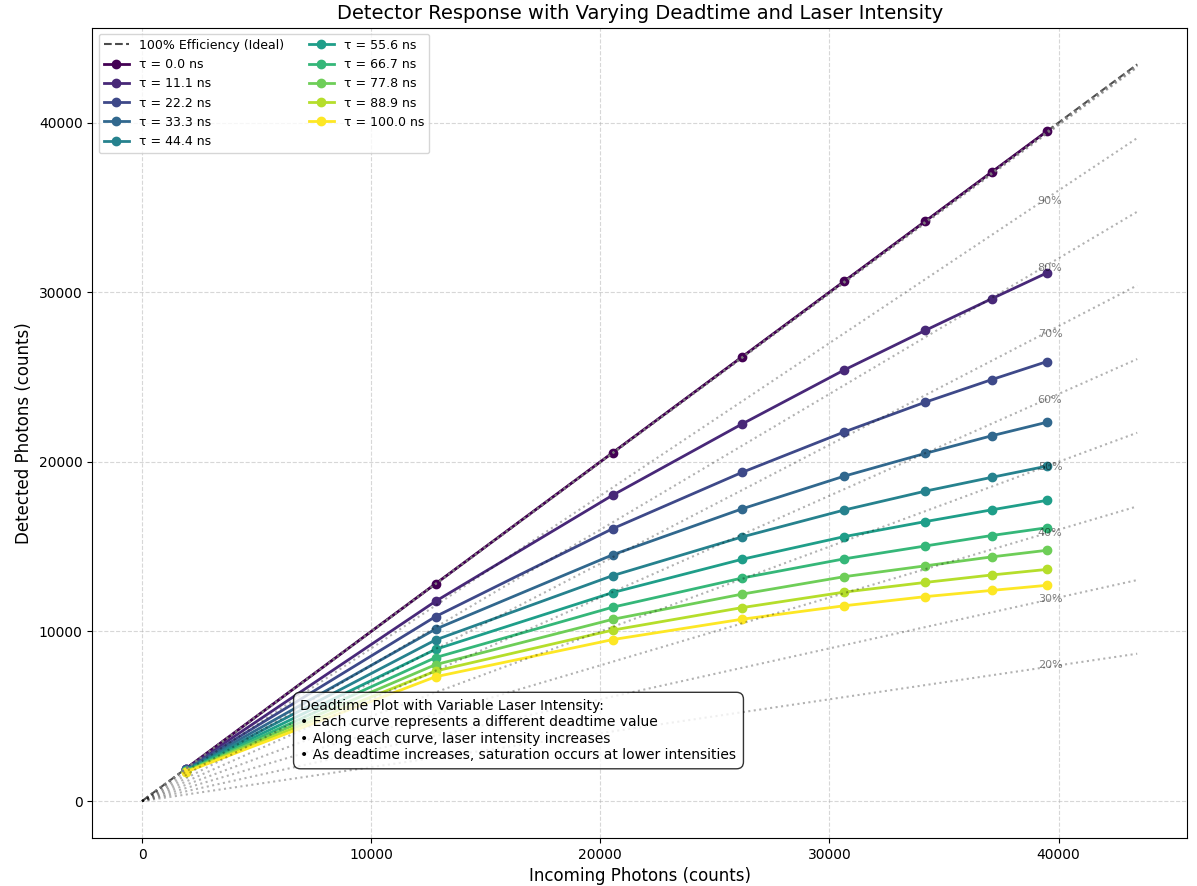 Detector Response with Varying Deadtime and Laser Intensity
100% Efficiency (Ideal)
τ = 0.0 ns
τ = 11.1 ns
τ = 22.2 ns
τ = 33.3 ns
τ = 44.4 ns
τ = 55.6 ns
τ = 66.7 ns
τ = 77.8 ns
τ = 88.9 ns
τ = 100.0 ns
Detected Photons (counts)
40000
30000
20000
10000
0
90%
80%
70%
60%
50%
40%
30%
20%
Deadtime Plot with Variable Laser Intensity:
• Each curve represents a different deadtime value
• Along each curve, laser intensity increases
• As deadtime increases, saturation occurs at lower intensities
0
10000
20000
30000
40000
Incoming Photons (counts)